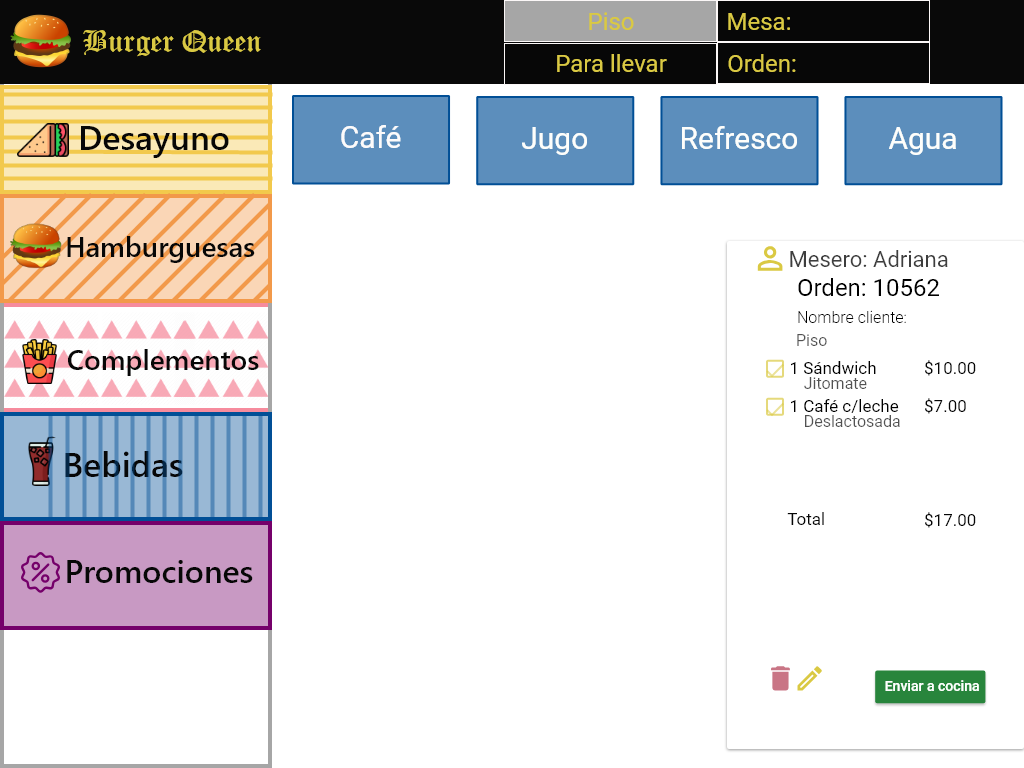 Burger Queen
Piso
Mesa:
Para llevar
Orden:
Desayuno
Hamburguesas
Complementos
Bebidas
Promociones
Café
Jugo
Refresco
Agua
Mesero: Adriana
Orden: 10562
Nombre cliente:
Piso
1 Sándwich $10.00
Jitomate
1 Café c/leche $7.00
Deslactosada
Total $17.00
Enviar a cocina